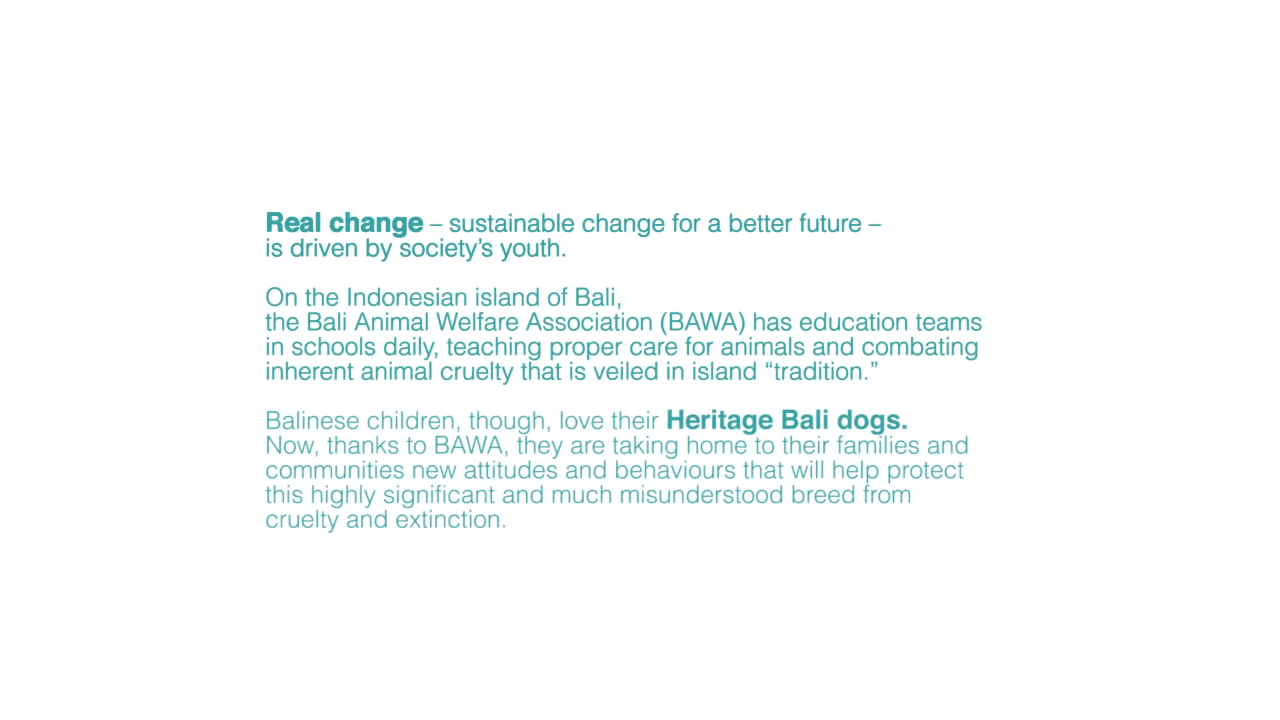 Real change – sustainable change for a better future –
is driven by society’s youth.
On the Indonesian island of Bali,
the Bali Animal Welfare Association (BAWA) has education teams
in schools daily, teaching proper care for animals and combating
inherent animal cruelty that is veiled in island “tradition.”
Balinese children, though, love their Heritage Bali dogs.
Now, thanks to BAWA, they are taking home to their families and
communities new attitudes and behaviours that will help protect
this highly significant and much misunderstood breed from
cruelty and extinction.